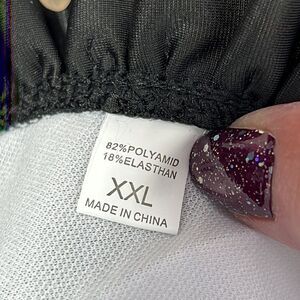 82%POLYAMID
18%ELASTHAN
XXL
MADE IN CHINA